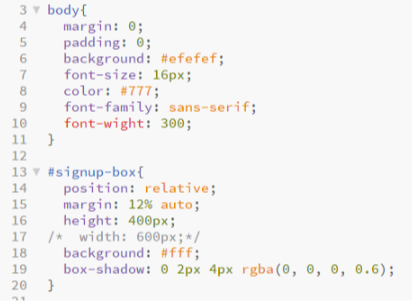 3 body{
4 margin: 0;
5 padding: 0;
6 background: #efefef;
7 font-size: 16px;
8 color: #777;
9 font-family: sans-serif;
10 font-wight: 300;
11 }
12
13 #signup-box{
14 position: relative;
15 margin: 12% auto;
16 height: 400px;
17 /* width: 600px;*/
18 background: #fff;
19 box-shadow: 0 2px 4px rgba(0, 0, 0, 0.6);
20 }